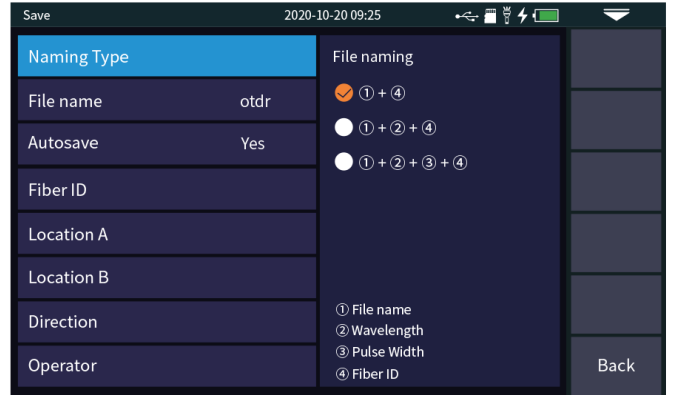 Save 2020-10-20 09:25
Naming Type
File name otdr
Autosave Yes
Fiber ID
Location A
Location B
Direction
Operator
File naming
① + ④
① + ② + ④
① + ② + ③ + ④
① File name
② Wavelength
③ Pulse Width
④ Fiber ID
Back